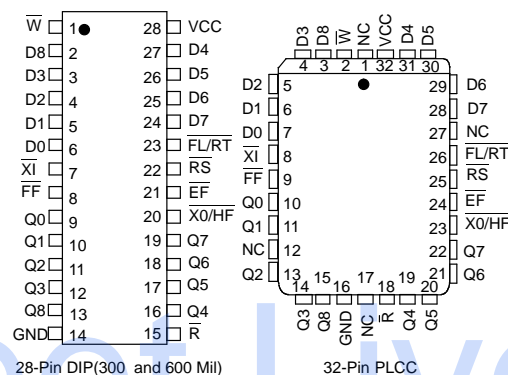 W 1 28 VCC
D8 2 27 D4
D3 3 26 D5
D2 4 25 D6
D1 5 24 D7
D0 6 23 FL/RT
XI 7 22 RS
FF 8 21 EF
Q0 9 20 X0/HF
Q1 10 19 Q7
Q2 11 18 Q6
Q3 12 17 Q5
Q8 13 16 Q4
GND 14 15 R
28-Pin DIP(300 and 600 Mil)
D3 D8 W NC VCC D4 D5
4 3 2 1 32 31 30
D2 5 29 D6
D1 6 28 D7
D0 7 27 NC
XI 8 26 FL/RT
FF 9 25 RS
Q0 10 24 EF
Q1 11 23 X0/HF
NC 12 22 Q7
Q2 13 21 Q6
14 15 16 17 18 19 20
Q3 Q8 GND NC R Q4 Q5
32-Pin PLCC